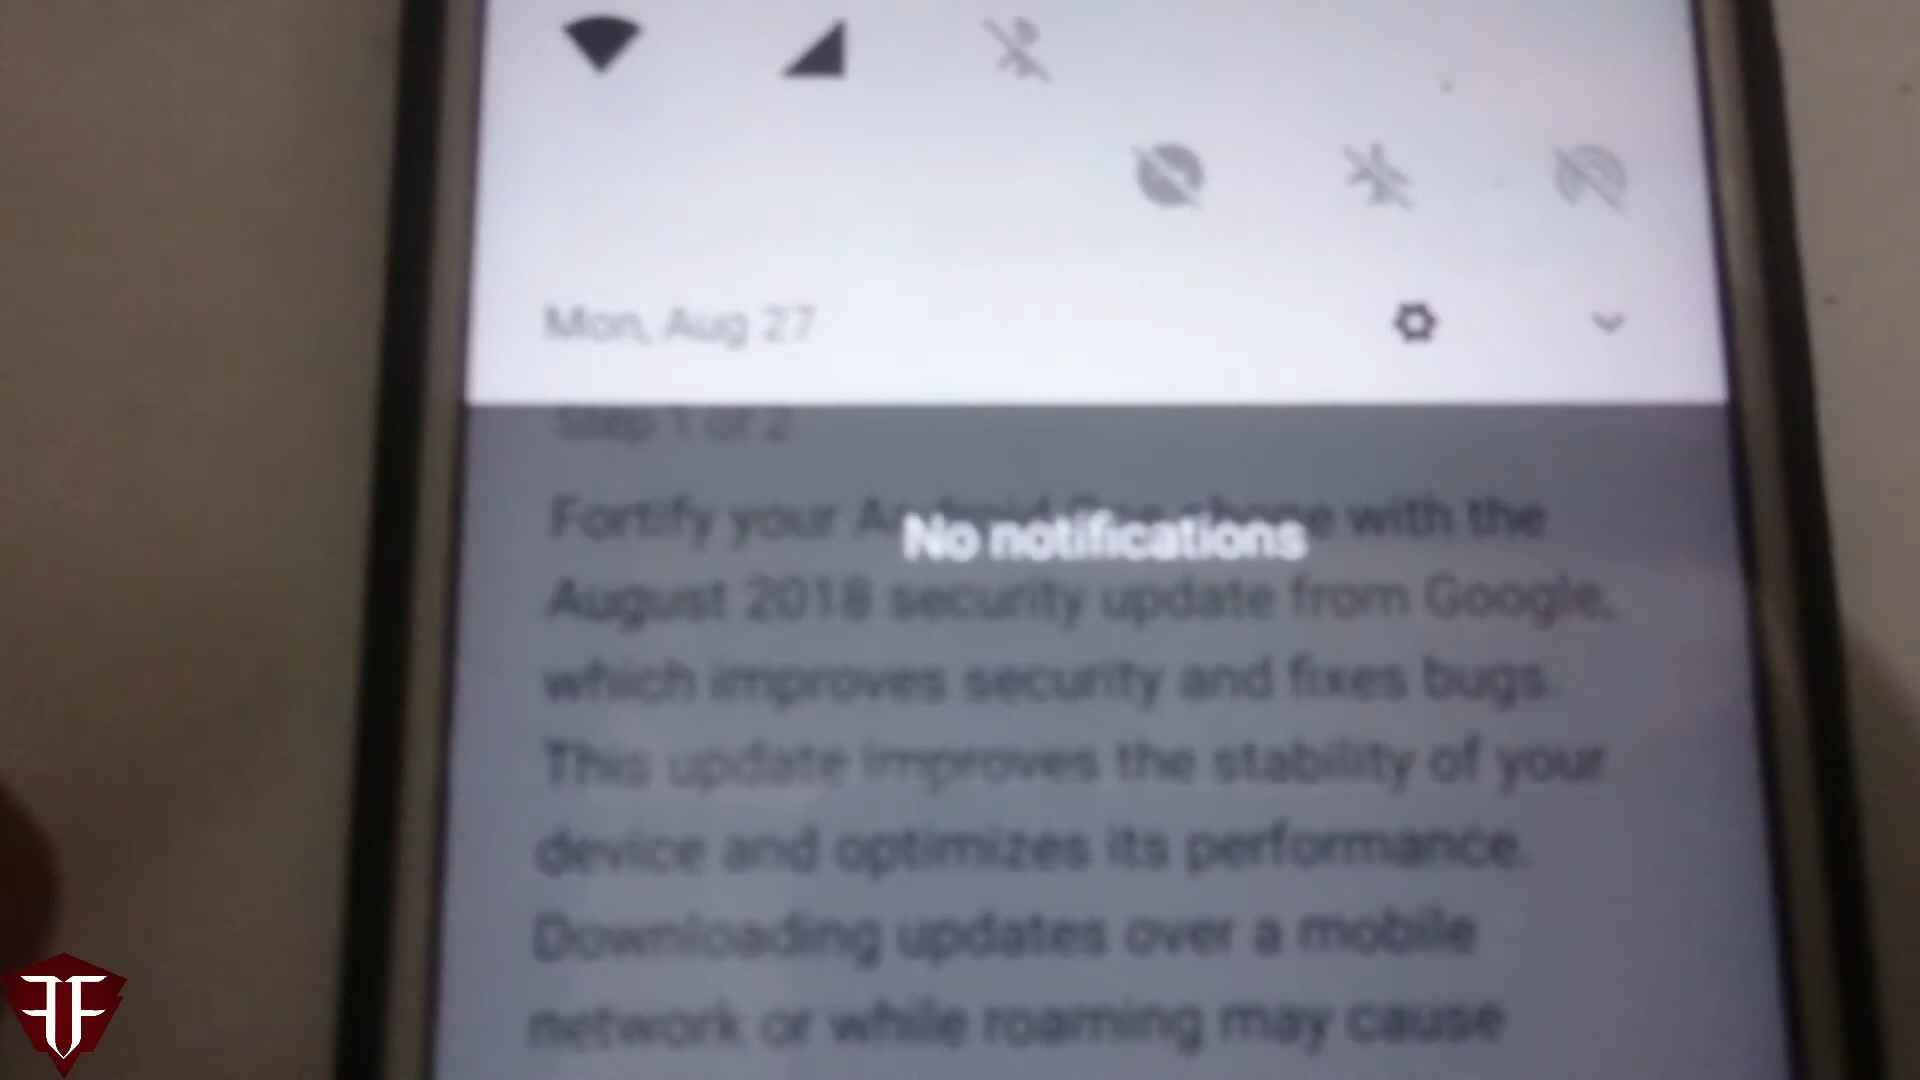 Mon, Aug 27
Step 1 of 2
No notifications
Fortify your Android One phone with the
August 2018 security update from Google,
which improves security and fixes bugs.
This update improves the stability of your
device and optimizes its performance.
Downloading updates over a mobile
network or while roaming may cause